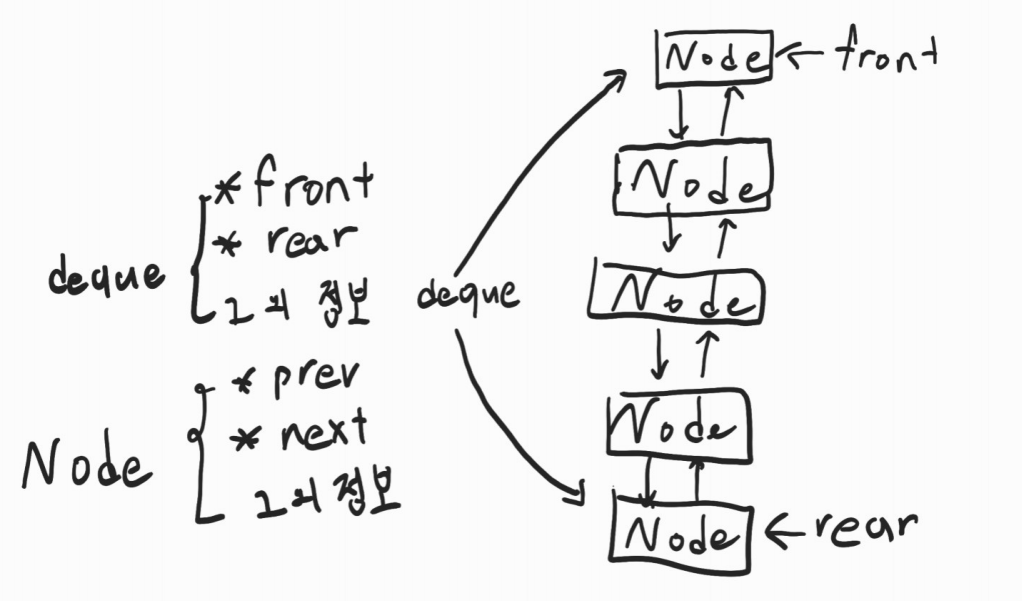 deque
* front
* rear
그 외 정보
Node
* prev
* next
그 외 정보
deque
Node ← front
Node
Node
Node
Node ← rear